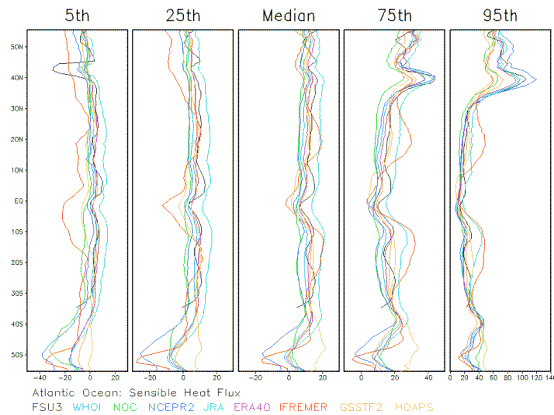 5th 25th Median 75th 95th
50N
40N
30N
20N
10N
EQ
10S
20S
30S
40S
50S
-40 -20 0 20 -20 0 20 -20 0 20 0 20 40 0 20 40 60 80 100 120 140
Atlantic Ocean: Sensible Heat Flux
FSU3 WHOI NOC NCEPR2 JRA ERA40 IFREMER GSSTF2 HOAPS